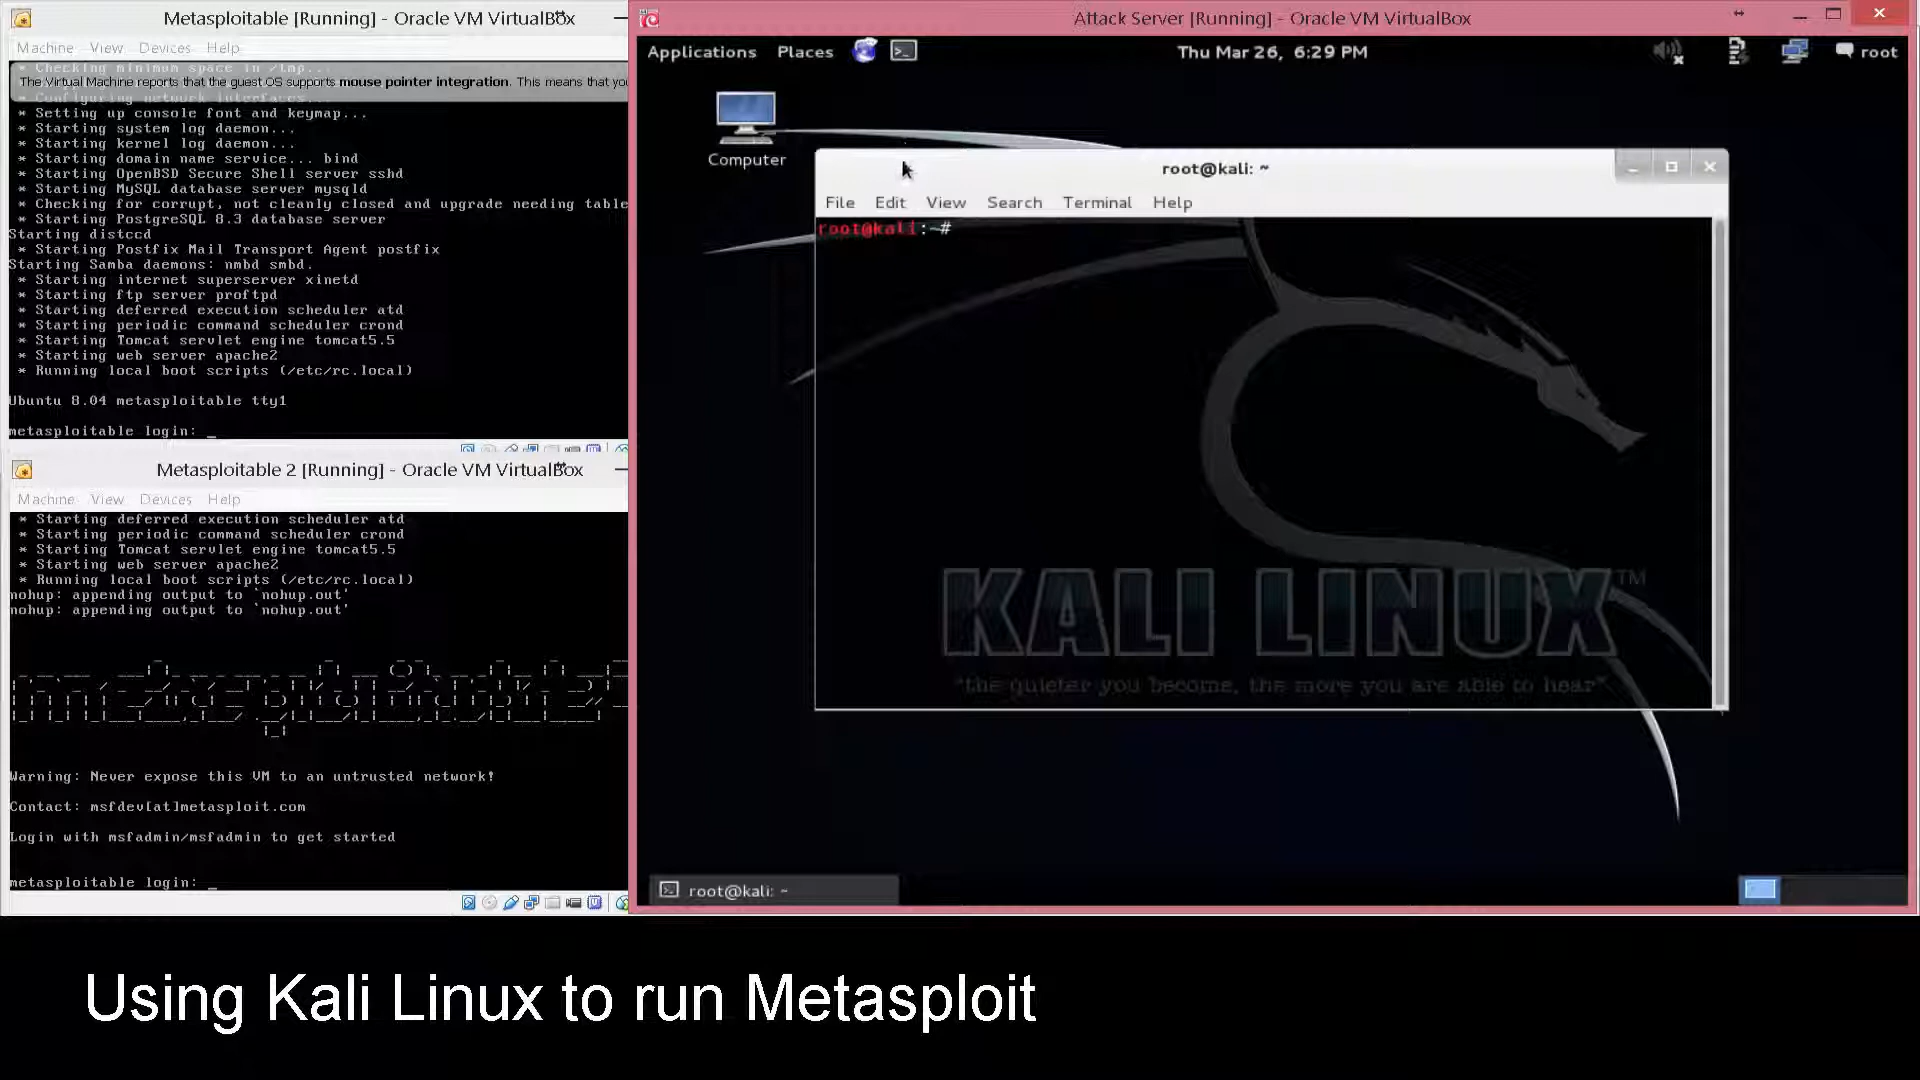 Metasploitable [Running] - Oracle VM VirtualBox
Machine View Devices Help
* Checking minimum space in /tmp...
The Virtual Machine reports that the guest OS supports mouse pointer integration. This means that you
* Configuring network interfaces...
* Setting up console font and keymap...
* Starting system log daemon...
* Starting kernel log daemon...
* Starting domain name service... bind
* Starting OpenBSD Secure Shell server sshd
* Starting MySQL database server mysqld
* Checking for corrupt, not cleanly closed and upgrade needing table
* Starting PostgreSQL 8.3 database server
Starting distccd
* Starting Postfix Mail Transport Agent postfix
Starting Samba daemons: nmbd smbd.
* Starting internet superserver xinetd
* Starting ftp server proftpd
* Starting deferred execution scheduler atd
* Starting periodic command scheduler crond
* Starting Tomcat servlet engine tomcat5.5
* Starting web server apache2
* Running local boot scripts (/etc/rc.local)
Ubuntu 8.04 metasploitable tty1
metasploitable login: _
Metasploitable 2 [Running] - Oracle VM VirtualBox
Machine View Devices Help
* Starting deferred execution scheduler atd
* Starting periodic command scheduler crond
* Starting Tomcat servlet engine tomcat5.5
* Starting web server apache2
* Running local boot scripts (/etc/rc.local)
nohup: appending output to `nohup.out'
nohup: appending output to `nohup.out'
Warning: Never expose this VM to an untrusted network!
Contact: msfdev[at]metasploit.com
Login with msfadmin/msfadmin to get started
metasploitable login: _
Attack Server [Running] - Oracle VM VirtualBox
Applications Places Thu Mar 26, 6:29 PM root
Computer
root@kali: ~
File Edit View Search Terminal Help
root@kali:~#
KALI LINUX™
"the quieter you become, the more you are able to hear"
root@kali: ~
Using Kali Linux to run Metasploit